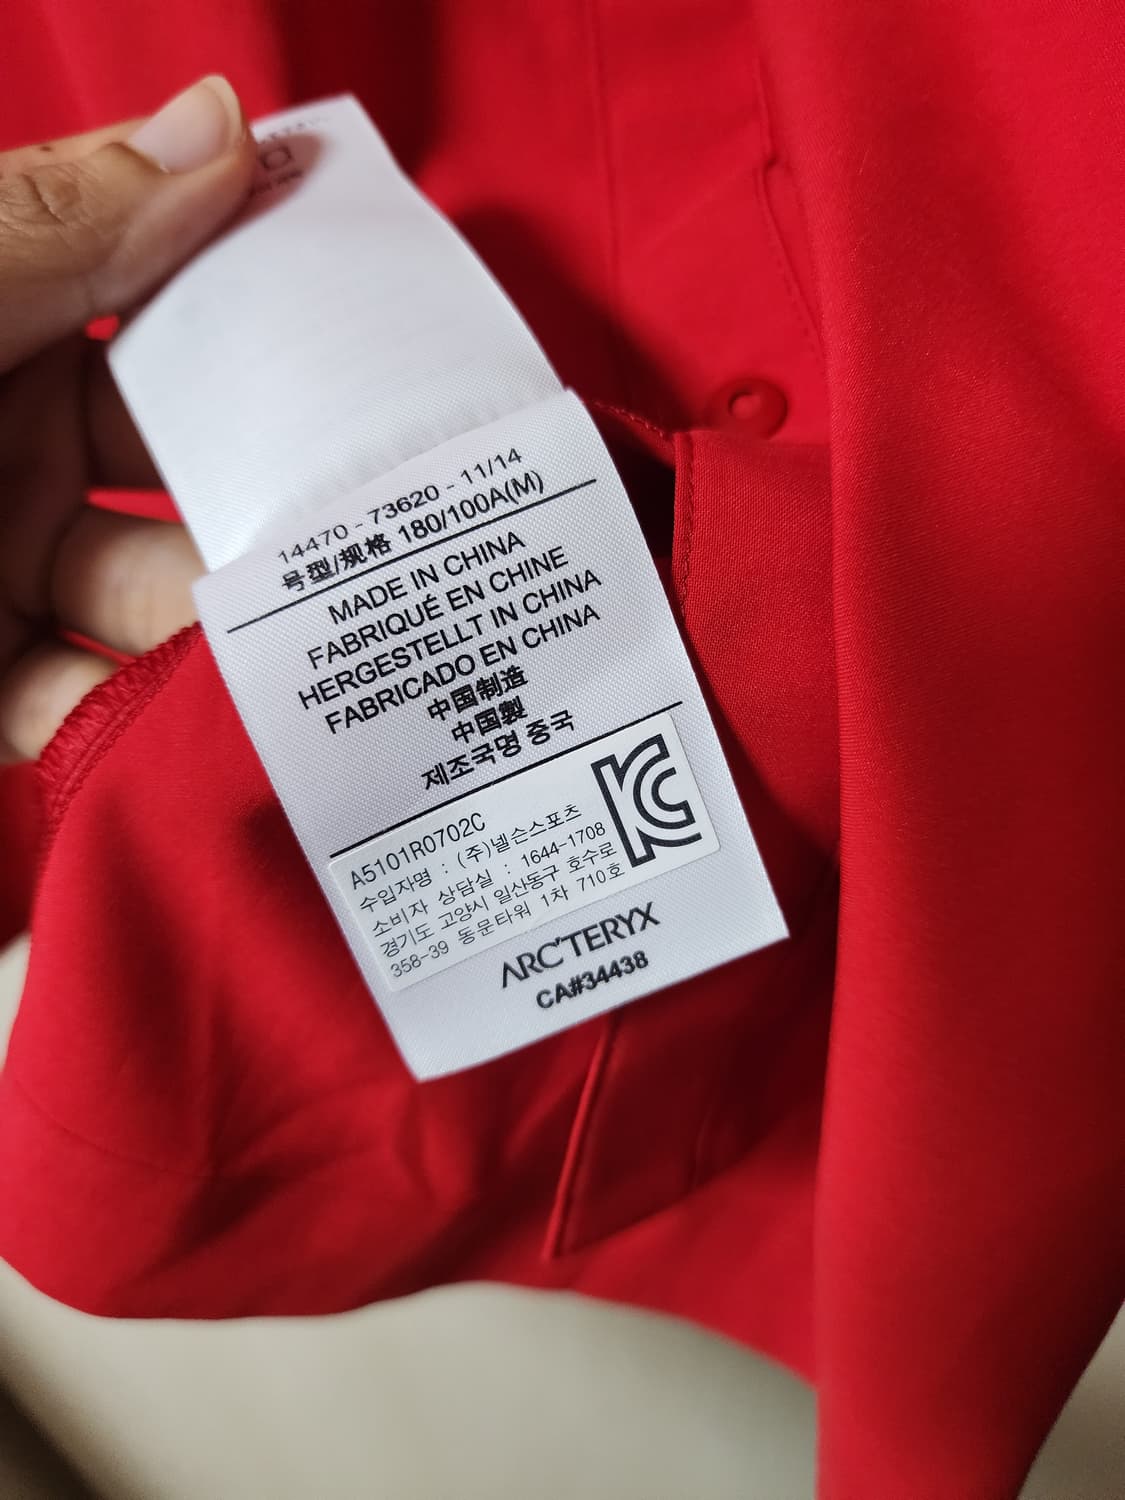 14470 - 73620 - 11/14
号型/规格 180/100A(M)
MADE IN CHINA
FABRIQUÉ EN CHINE
HERGESTELLT IN CHINA
FABRICADO EN CHINA
中国制造
中国製
제조국명 중국
A5101R0702C
수입자명 : (주)넬슨스포츠
소비자 상담실 : 1644-1708
경기도 고양시 일산동구 호수로
358-39 동문타워 1차 710호
KC
ARC'TERYX
CA#34438